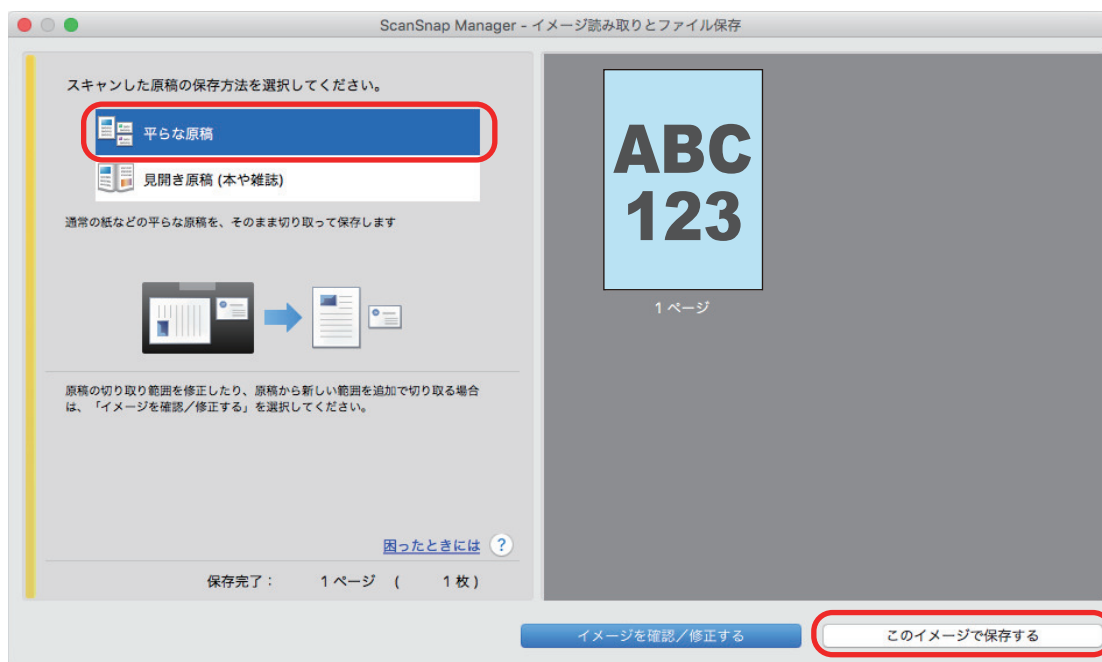 ScanSnap Manager - イメージ読み取りとファイル保存
スキャンした原稿の保存方法を選択してください。
平らな原稿
見開き原稿 (本や雑誌)
通常の紙などの平らな原稿を、そのまま切り取って保存します
原稿の切り取り範囲を修正したり、原稿から新しい範囲を追加で切り取る場合
は、「イメージを確認／修正する」を選択してください。
困ったときには ?
保存完了： 1 ページ ( 1 枚 )
ABC
123
1 ページ
イメージを確認／修正する
このイメージで保存する